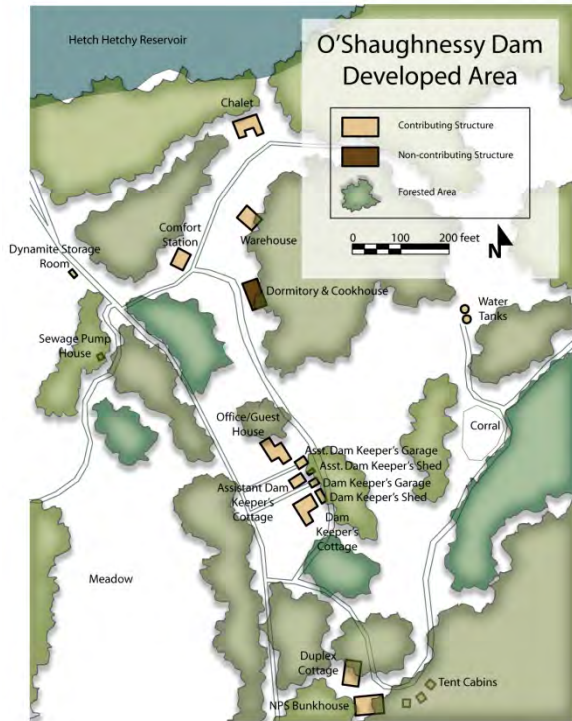 Hetch Hetchy Reservoir
O'Shaughnessy Dam
Developed Area
Contributing Structure
Non-contributing Structure
Forested Area
0 100 200 feet
N
Chalet
Comfort
Station
Warehouse
Dynamite Storage
Room
Dormitory & Cookhouse
Water
Tanks
Sewage Pump
House
Office/Guest
House
Corral
Asst. Dam Keeper's Garage
Asst. Dam Keeper's Shed
Dam Keeper's Garage
Dam Keeper's Shed
Assistant Dam
Keeper's
Cottage
Dam
Keeper's
Cottage
Meadow
Duplex
Cottage
Tent Cabins
NPS Bunkhouse